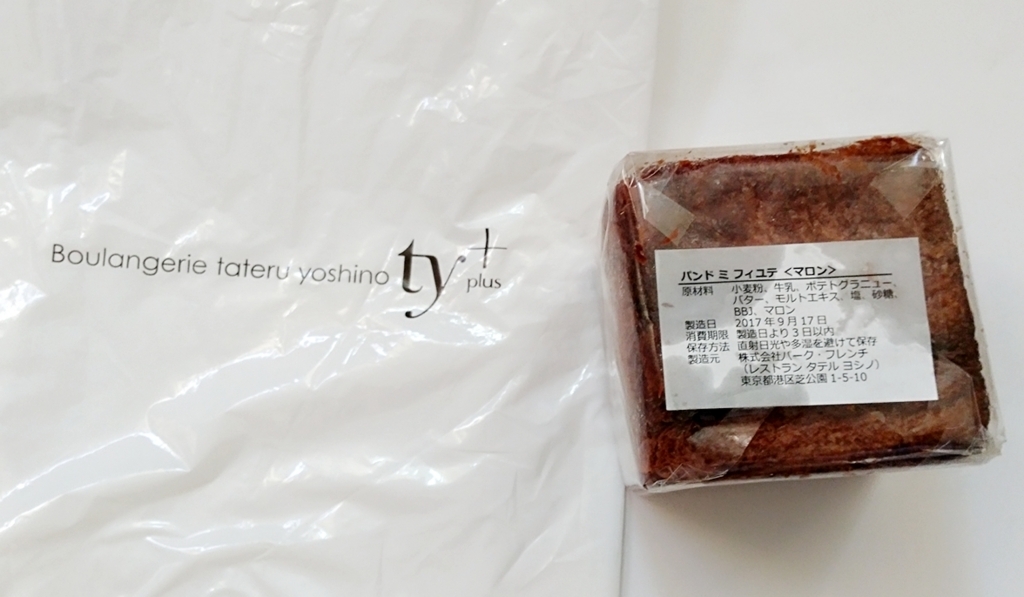 Boulangerie tateru yoshino ty+ plus
パンド ミ フィユテ <マロン>
原材料 小麦粉、牛乳、ポテトグラニュー、
バター、モルトエキス、塩、砂糖、
BBJ、マロン
製造日 2017年9月17日
消費期限 製造日より3日以内
保存方法 直射日光や多湿を避けて保存
製造元 株式会社パーク・フレンチ
(レストラン タテル ヨシノ)
東京都港区芝公園1-5-10